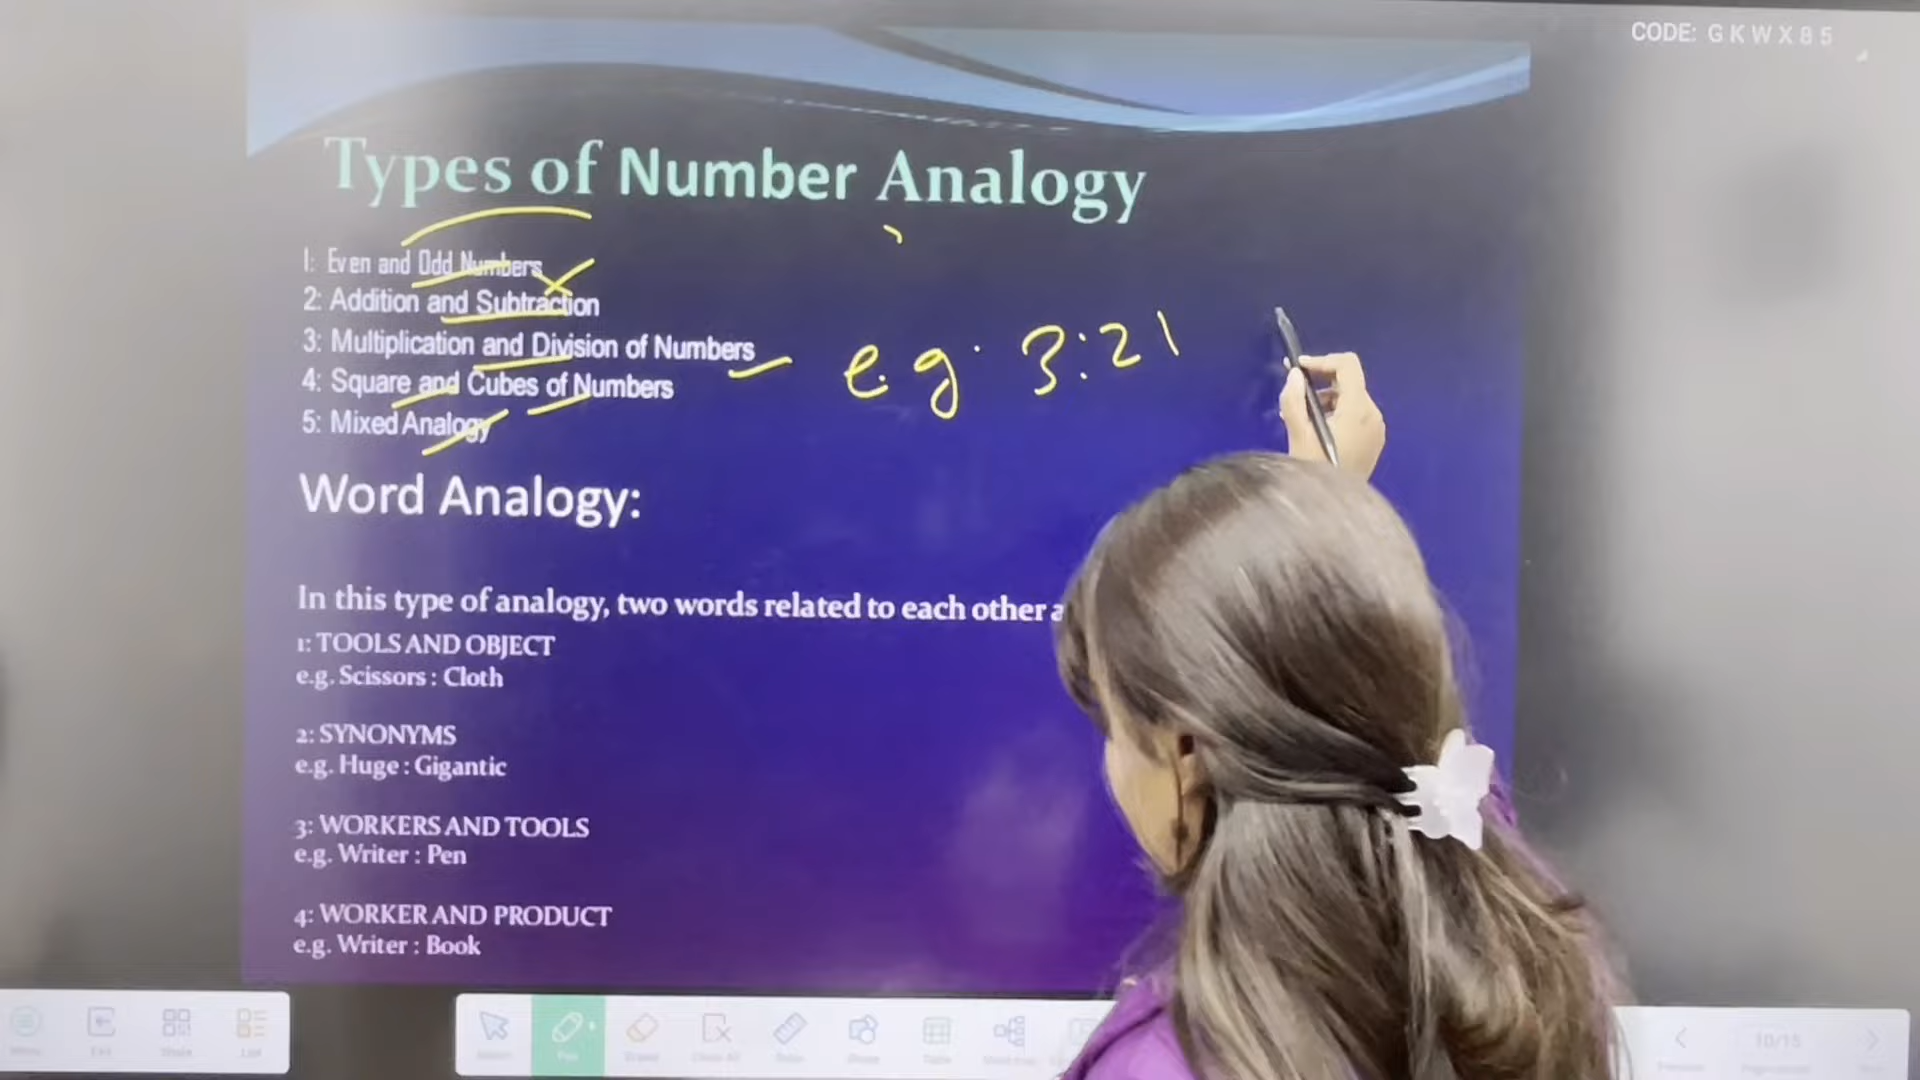 CODE: GKWX85
Types of Number Analogy
1: Even and Odd Numbers
2: Addition and Subtraction
3: Multiplication and Division of Numbers
e.g. 3:21
4: Square and Cubes of Numbers
5: Mixed Analogy
Word Analogy:
In this type of analogy, two words related to each other
1: TOOLS AND OBJECT
e.g. Scissors : Cloth
2: SYNONYMS
e.g. Huge : Gigantic
3: WORKERS AND TOOLS
e.g. Writer : Pen
4: WORKER AND PRODUCT
e.g. Writer : Book
10/15